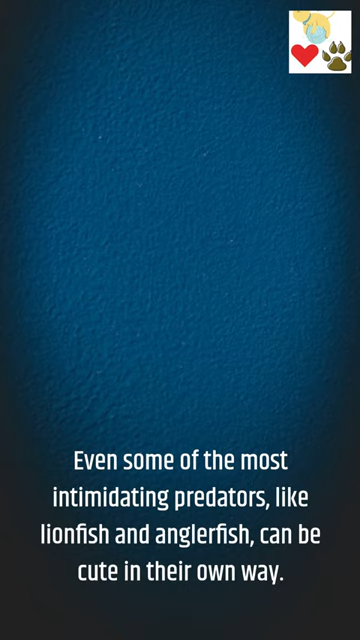 Even some of the most
intimidating predators, like
lionfish and anglerfish, can be
cute in their own way.